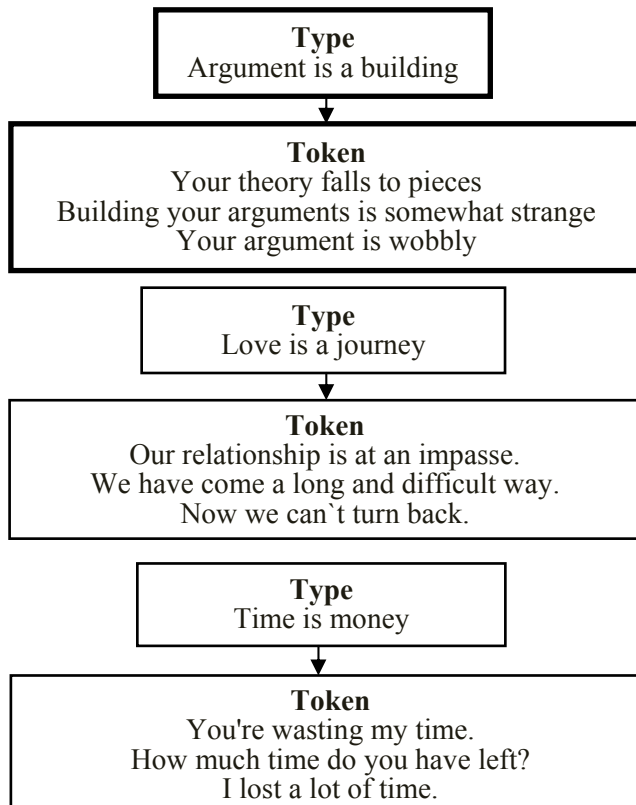 Type
Argument is a building
Token
Your theory falls to pieces
Building your arguments is somewhat strange
Your argument is wobbly
Type
Love is a journey
Token
Our relationship is at an impasse.
We have come a long and difficult way.
Now we can`t turn back.
Type
Time is money
Token
You're wasting my time.
How much time do you have left?
I lost a lot of time.